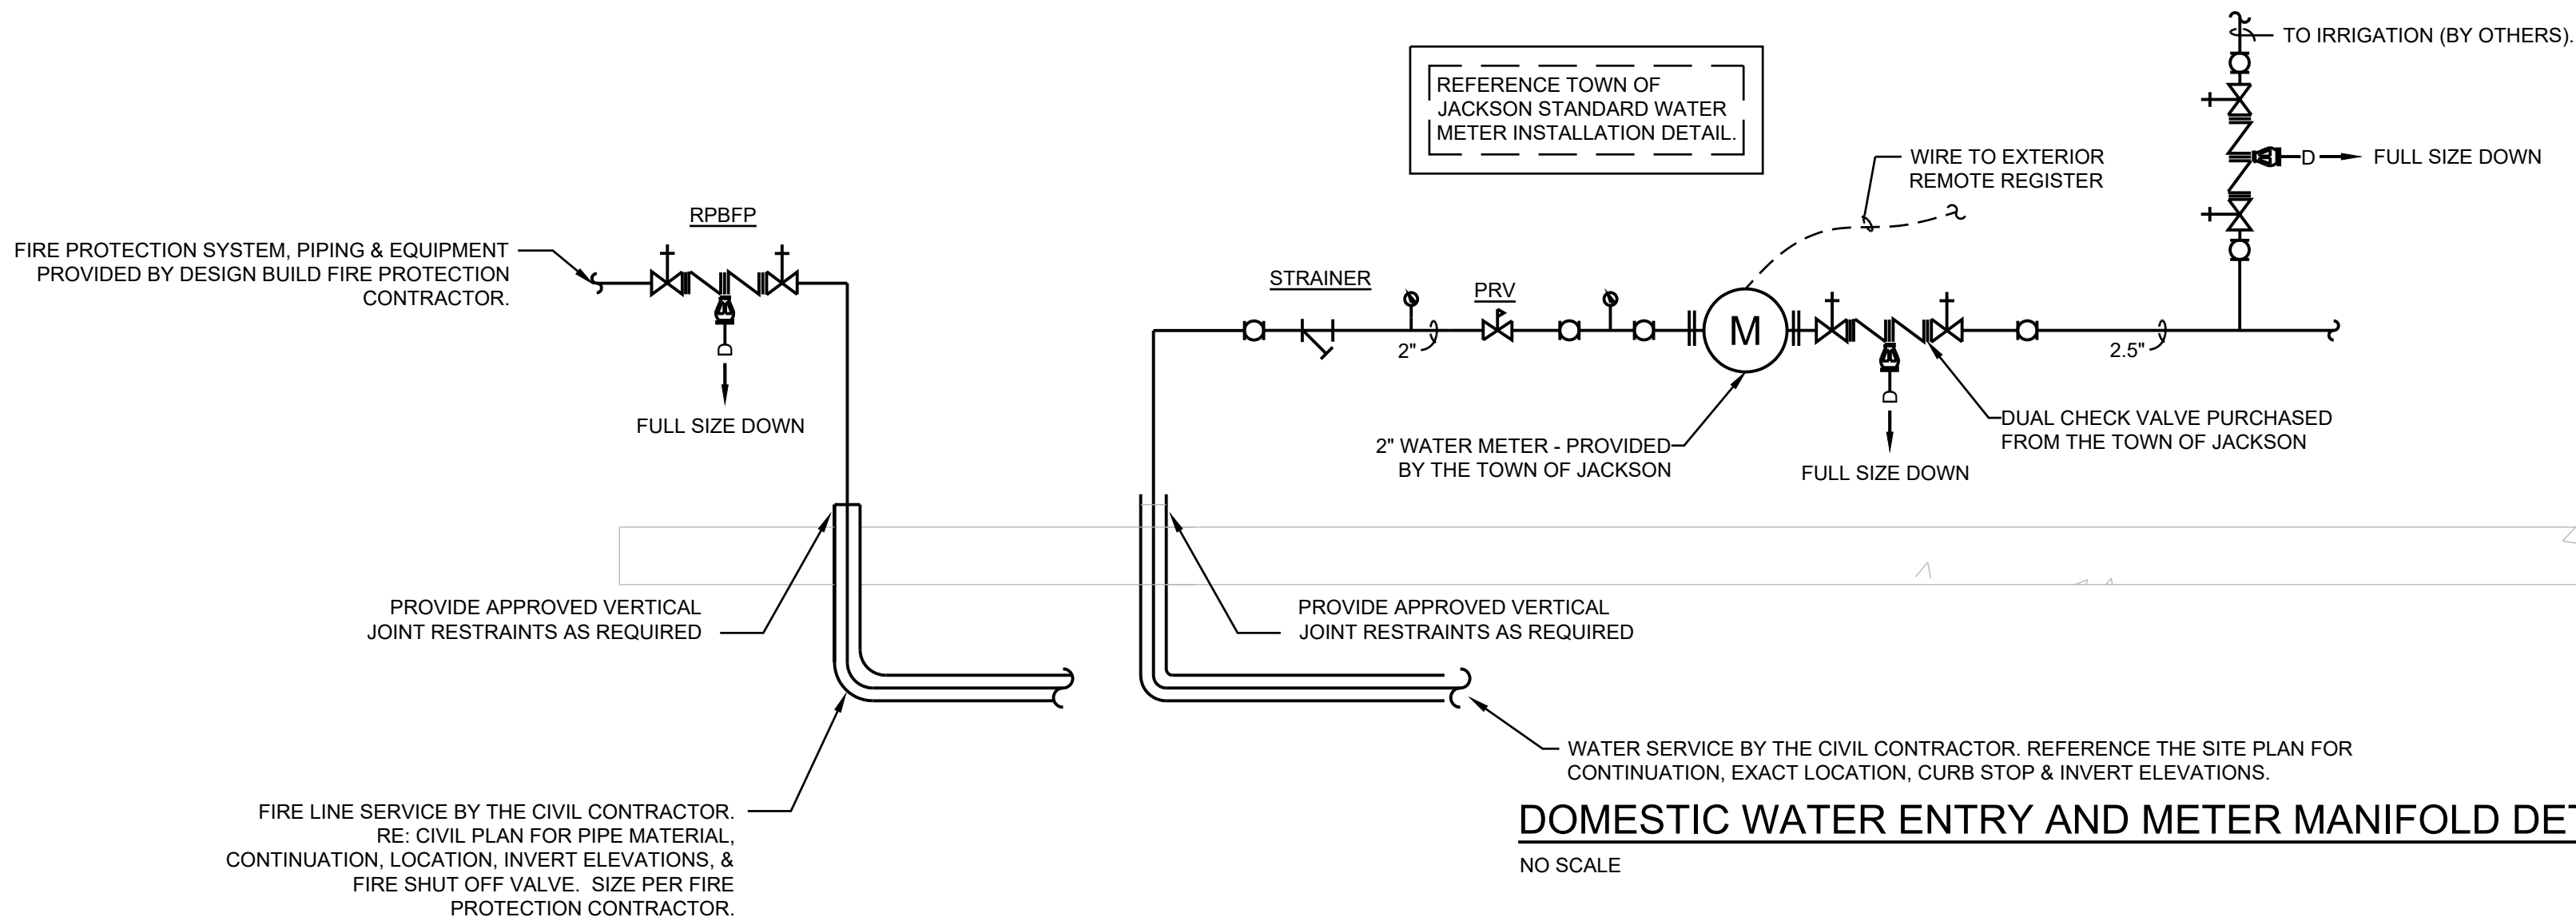 TO IRRIGATION (BY OTHERS).
REFERENCE TOWN OF
JACKSON STANDARD WATER
METER INSTALLATION DETAIL.
WIRE TO EXTERIOR
REMOTE REGISTER
D
FULL SIZE DOWN
RPBFP
FIRE PROTECTION SYSTEM, PIPING & EQUIPMENT
PROVIDED BY DESIGN BUILD FIRE PROTECTION
CONTRACTOR.
D
FULL SIZE DOWN
STRAINER
2"
PRV
M
2.5"
D
FULL SIZE DOWN
2" WATER METER - PROVIDED
BY THE TOWN OF JACKSON
DUAL CHECK VALVE PURCHASED
FROM THE TOWN OF JACKSON
PROVIDE APPROVED VERTICAL
JOINT RESTRAINTS AS REQUIRED
PROVIDE APPROVED VERTICAL
JOINT RESTRAINTS AS REQUIRED
WATER SERVICE BY THE CIVIL CONTRACTOR. REFERENCE THE SITE PLAN FOR
CONTINUATION, EXACT LOCATION, CURB STOP & INVERT ELEVATIONS.
FIRE LINE SERVICE BY THE CIVIL CONTRACTOR.
RE: CIVIL PLAN FOR PIPE MATERIAL,
CONTINUATION, LOCATION, INVERT ELEVATIONS, &
FIRE SHUT OFF VALVE. SIZE PER FIRE
PROTECTION CONTRACTOR.
DOMESTIC WATER ENTRY AND METER MANIFOLD DET
NO SCALE